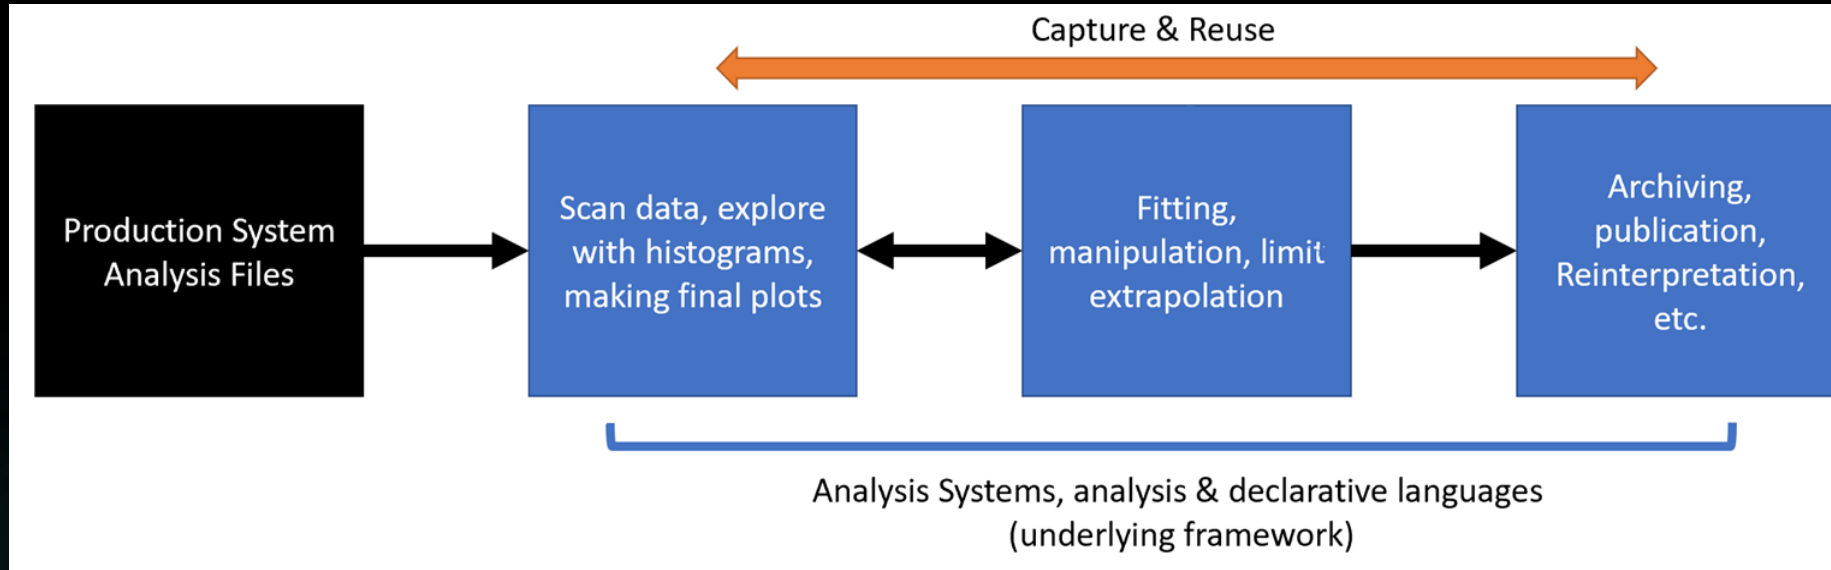 Capture & Reuse
Production System
Analysis Files
Scan data, explore
with histograms,
making final plots
Fitting,
manipulation, limit
extrapolation
Archiving,
publication,
Reinterpretation,
etc.
Analysis Systems, analysis & declarative languages
(underlying framework)